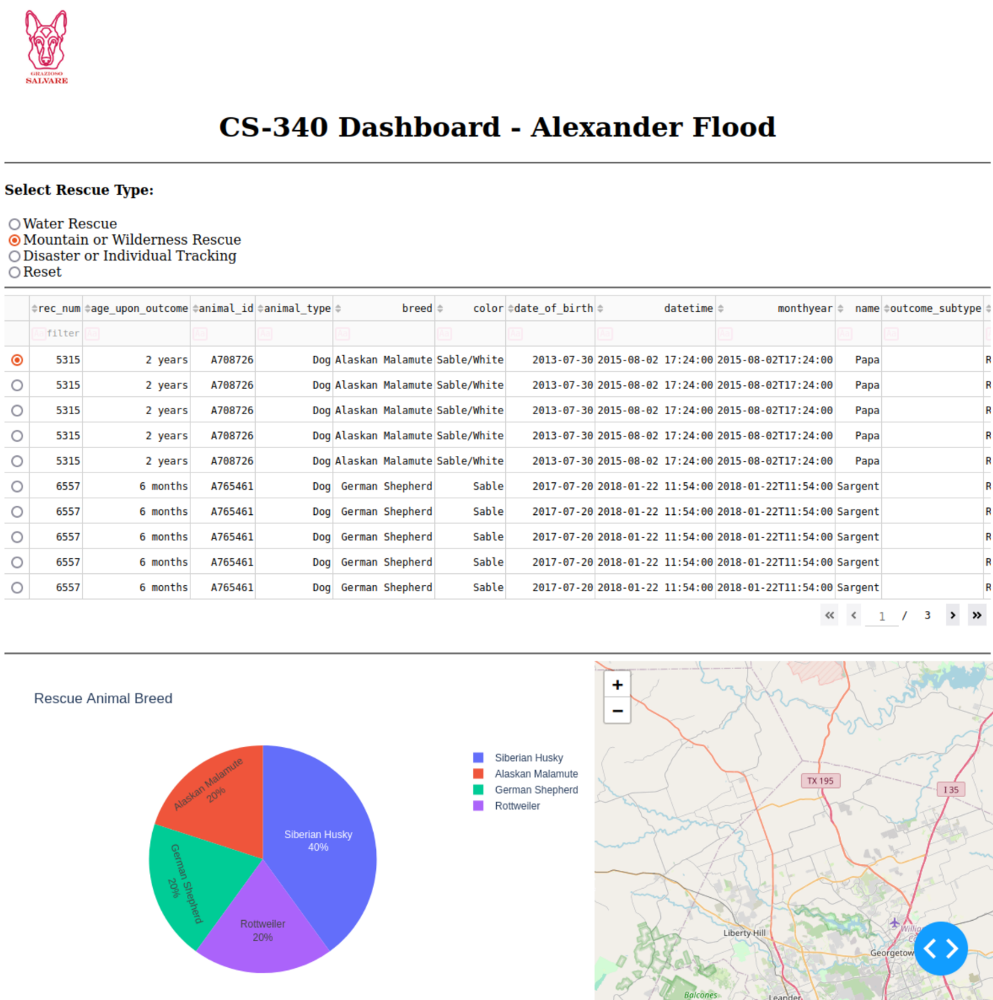 GRAZIOSO
SALVARE
CS-340 Dashboard - Alexander Flood
Select Rescue Type:
Water Rescue
Mountain or Wilderness Rescue
Disaster or Individual Tracking
Reset
rec_num age_upon_outcome animal_id animal_type breed color date_of_birth datetime monthyear name outcome_subtype
Aa filter Aa Aa Aa Aa Aa Aa Aa Aa Aa Aa
5315 2 years A708726 Dog Alaskan Malamute Sable/White 2013-07-30 2015-08-02 17:24:00 2015-08-02T17:24:00 Papa R
5315 2 years A708726 Dog Alaskan Malamute Sable/White 2013-07-30 2015-08-02 17:24:00 2015-08-02T17:24:00 Papa R
5315 2 years A708726 Dog Alaskan Malamute Sable/White 2013-07-30 2015-08-02 17:24:00 2015-08-02T17:24:00 Papa R
5315 2 years A708726 Dog Alaskan Malamute Sable/White 2013-07-30 2015-08-02 17:24:00 2015-08-02T17:24:00 Papa R
5315 2 years A708726 Dog Alaskan Malamute Sable/White 2013-07-30 2015-08-02 17:24:00 2015-08-02T17:24:00 Papa R
6557 6 months A765461 Dog German Shepherd Sable 2017-07-20 2018-01-22 11:54:00 2018-01-22T11:54:00 Sargent R
6557 6 months A765461 Dog German Shepherd Sable 2017-07-20 2018-01-22 11:54:00 2018-01-22T11:54:00 Sargent R
6557 6 months A765461 Dog German Shepherd Sable 2017-07-20 2018-01-22 11:54:00 2018-01-22T11:54:00 Sargent R
6557 6 months A765461 Dog German Shepherd Sable 2017-07-20 2018-01-22 11:54:00 2018-01-22T11:54:00 Sargent R
6557 6 months A765461 Dog German Shepherd Sable 2017-07-20 2018-01-22 11:54:00 2018-01-22T11:54:00 Sargent R
« ‹ 1 / 3 › »
Rescue Animal Breed
Alaskan Malamute
20%
Siberian Husky
40%
German Shepherd
20%
Rottweiler
20%
Siberian Husky
Alaskan Malamute
German Shepherd
Rottweiler
+
−
TX 195
I 35
Liberty Hill
Georgetow
Balcones
Leander